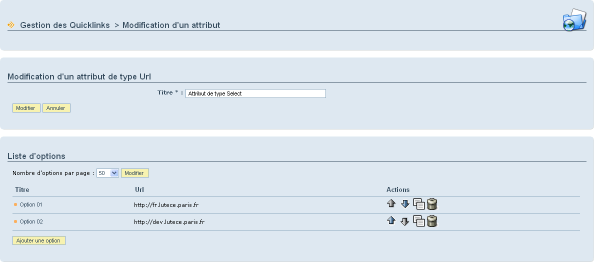 Gestion des Quicklinks > Modification d'un attribut
Modification d'un attribut de type Url
Titre * : Attribut de type Select
Modifier Annuler
Liste d'options
Nombre d'options par page : 50 Modifier
Titre Url Actions
Option 01 http://fr.lutece.paris.fr
Option 02 http://dev.lutece.paris.fr
Ajouter une option